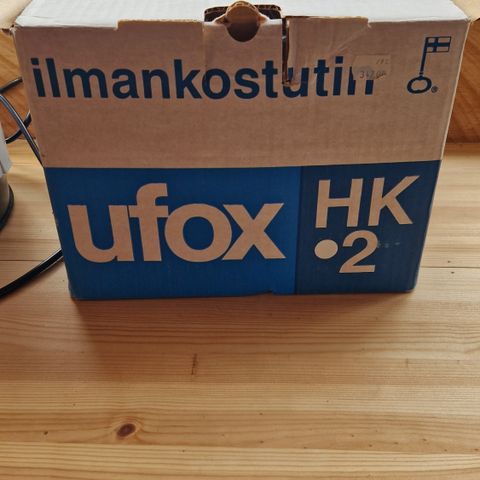 ilmankostutin
ufox
HK
•2